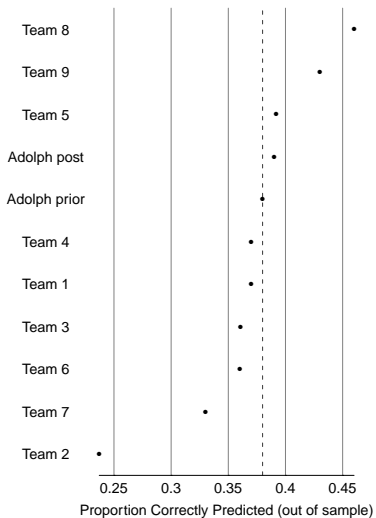 Team 8
Team 9
Team 5
Adolph post
Adolph prior
Team 4
Team 1
Team 3
Team 6
Team 7
Team 2
0.25 0.3 0.35 0.4 0.45
Proportion Correctly Predicted (out of sample)